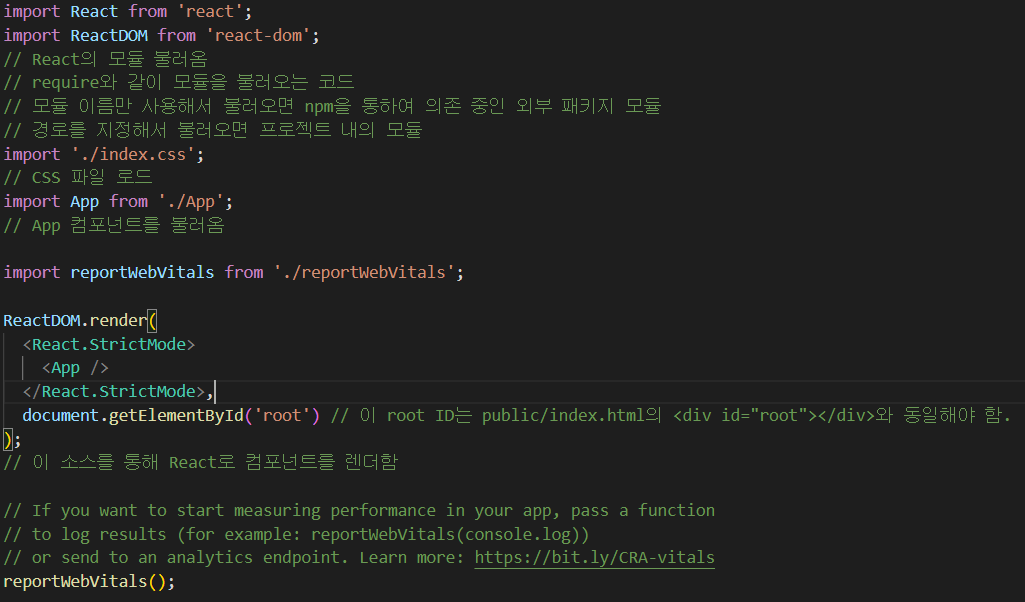 import React from 'react';
import ReactDOM from 'react-dom';
// React의 모듈 불러옴
// require와 같이 모듈을 불러오는 코드
// 모듈 이름만 사용해서 불러오면 npm을 통하여 의존 중인 외부 패키지 모듈
// 경로를 지정해서 불러오면 프로젝트 내의 모듈
import './index.css';
// CSS 파일 로드
import App from './App';
// App 컴포넌트를 불러옴
import reportWebVitals from './reportWebVitals';
ReactDOM.render(
  <React.StrictMode>
    <App />
  </React.StrictMode>,
  document.getElementById('root') // 이 root ID는 public/index.html의 <div id="root"></div>와 동일해야 함.
);
// 이 소스를 통해 React로 컴포넌트를 렌더함
// If you want to start measuring performance in your app, pass a function
// to log results (for example: reportWebVitals(console.log))
// or send to an analytics endpoint. Learn more: https://bit.ly/CRA-vitals
reportWebVitals();